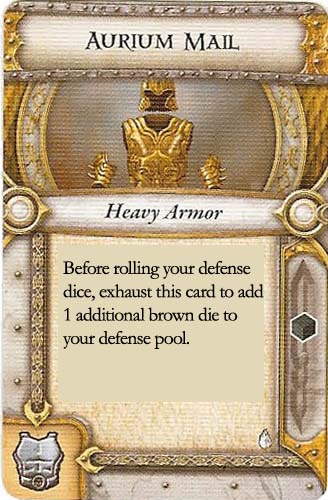 Aurium Mail
Heavy Armor
Before rolling your defense
dice, exhaust this card to add
1 additional brown die to
your defense pool.